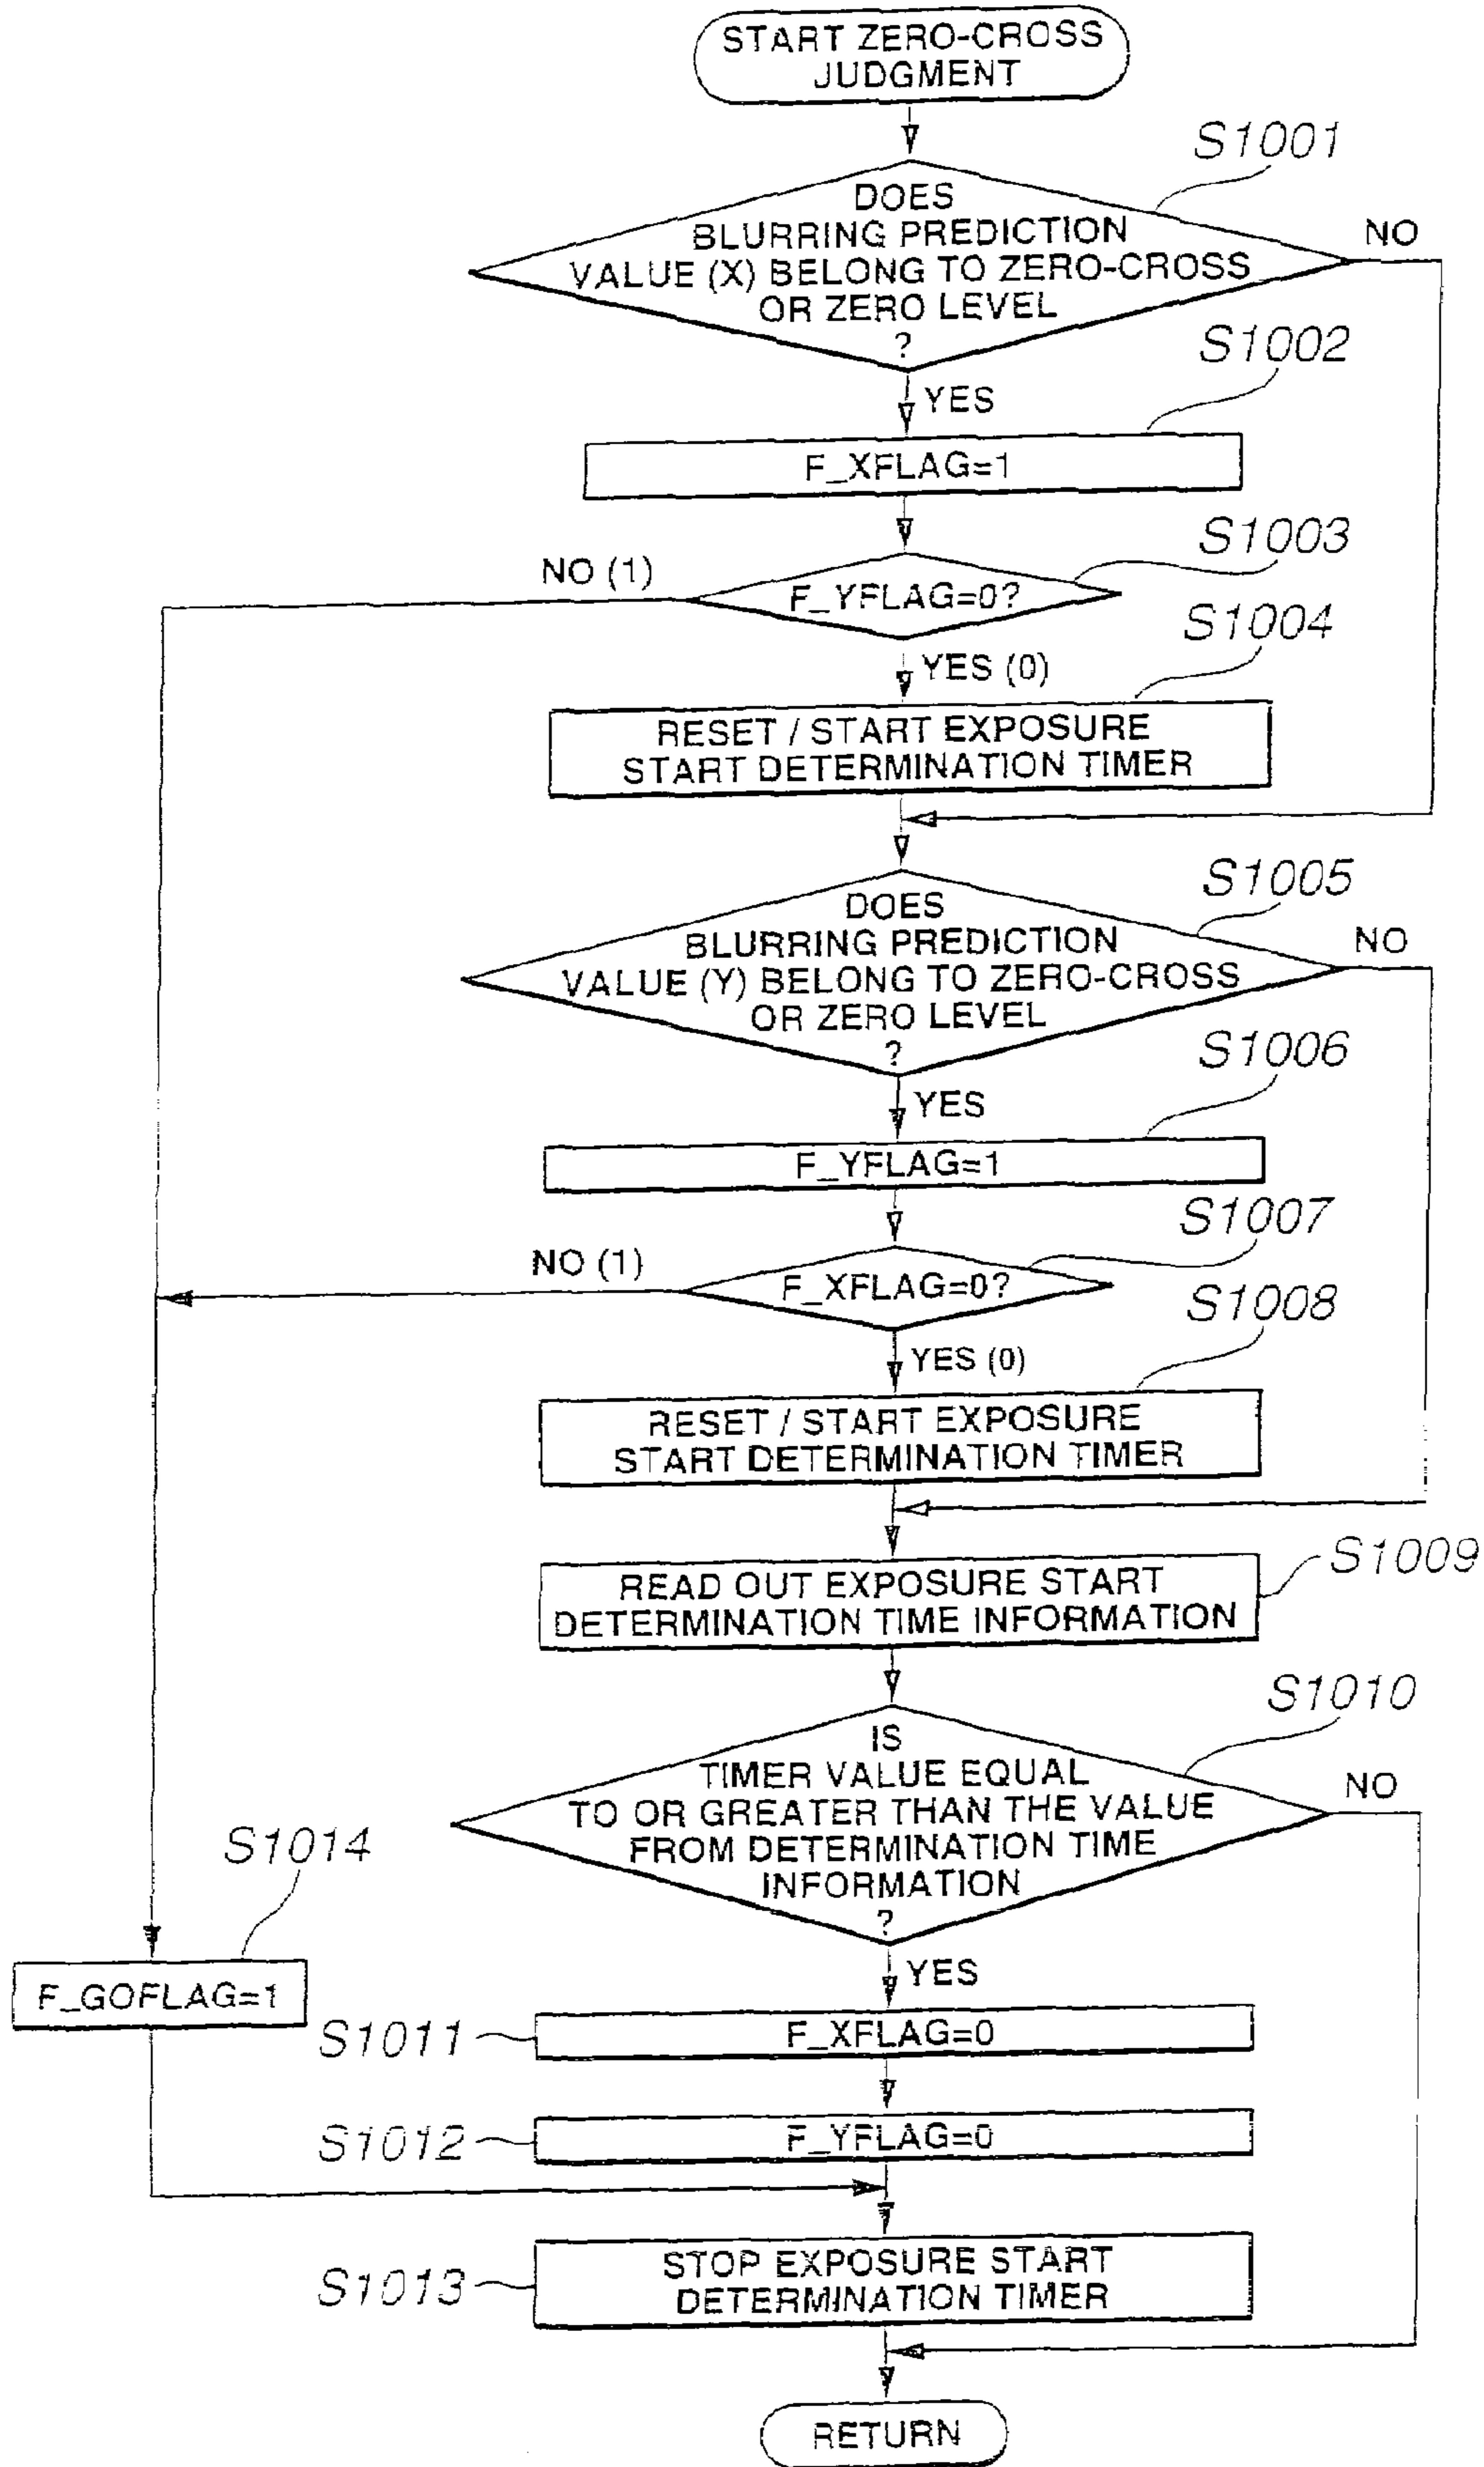 START ZERO-CROSS
JUDGMENT
S1001
DOES
BLURRING PREDICTION
VALUE (X) BELONG TO ZERO-CROSS
OR ZERO LEVEL
?
NO
YES
S1002
F_XFLAG=1
S1003
F_YFLAG=0?
NO (1)
YES (0)
S1004
RESET / START EXPOSURE
START DETERMINATION TIMER
S1005
DOES
BLURRING PREDICTION
VALUE (Y) BELONG TO ZERO-CROSS
OR ZERO LEVEL
?
NO
YES
S1006
F_YFLAG=1
S1007
F_XFLAG=0?
NO (1)
YES (0)
S1008
RESET / START EXPOSURE
START DETERMINATION TIMER
S1009
READ OUT EXPOSURE START
DETERMINATION TIME INFORMATION
S1010
IS
TIMER VALUE EQUAL
TO OR GREATER THAN THE VALUE
FROM DETERMINATION TIME
INFORMATION
?
NO
YES
S1014
F_GOFLAG=1
S1011
F_XFLAG=0
S1012
F_YFLAG=0
S1013
STOP EXPOSURE START
DETERMINATION TIMER
RETURN